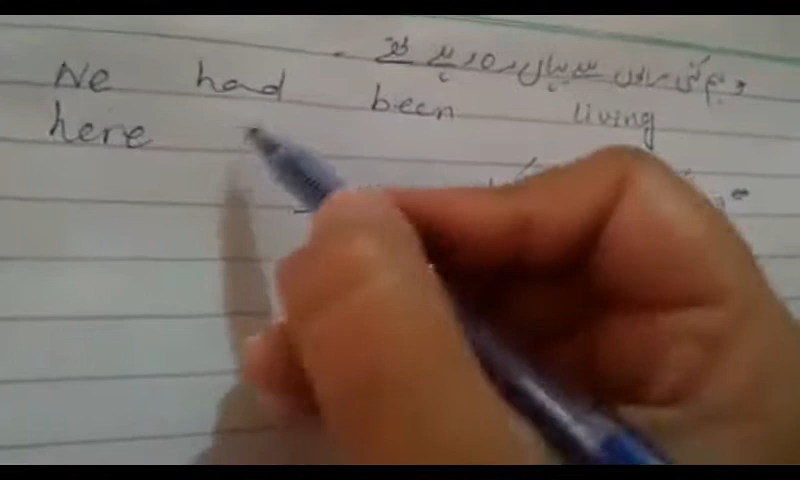 ہم کئی سالوں سے یہاں رہ رہے تھے ۔
We had been living
here